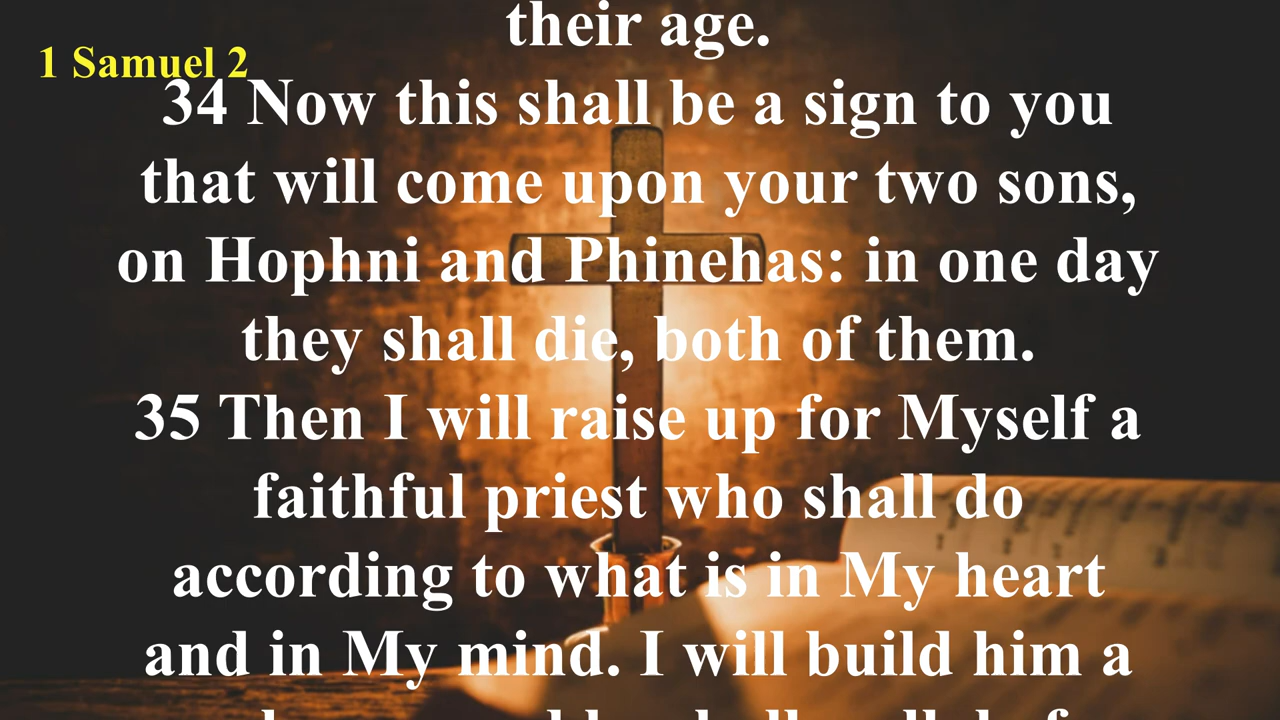 their age.
1 Samuel 2
34 Now this shall be a sign to you
that will come upon your two sons,
on Hophni and Phinehas: in one day
they shall die, both of them.
35 Then I will raise up for Myself a
faithful priest who shall do
according to what is in My heart
and in My mind. I will build him a